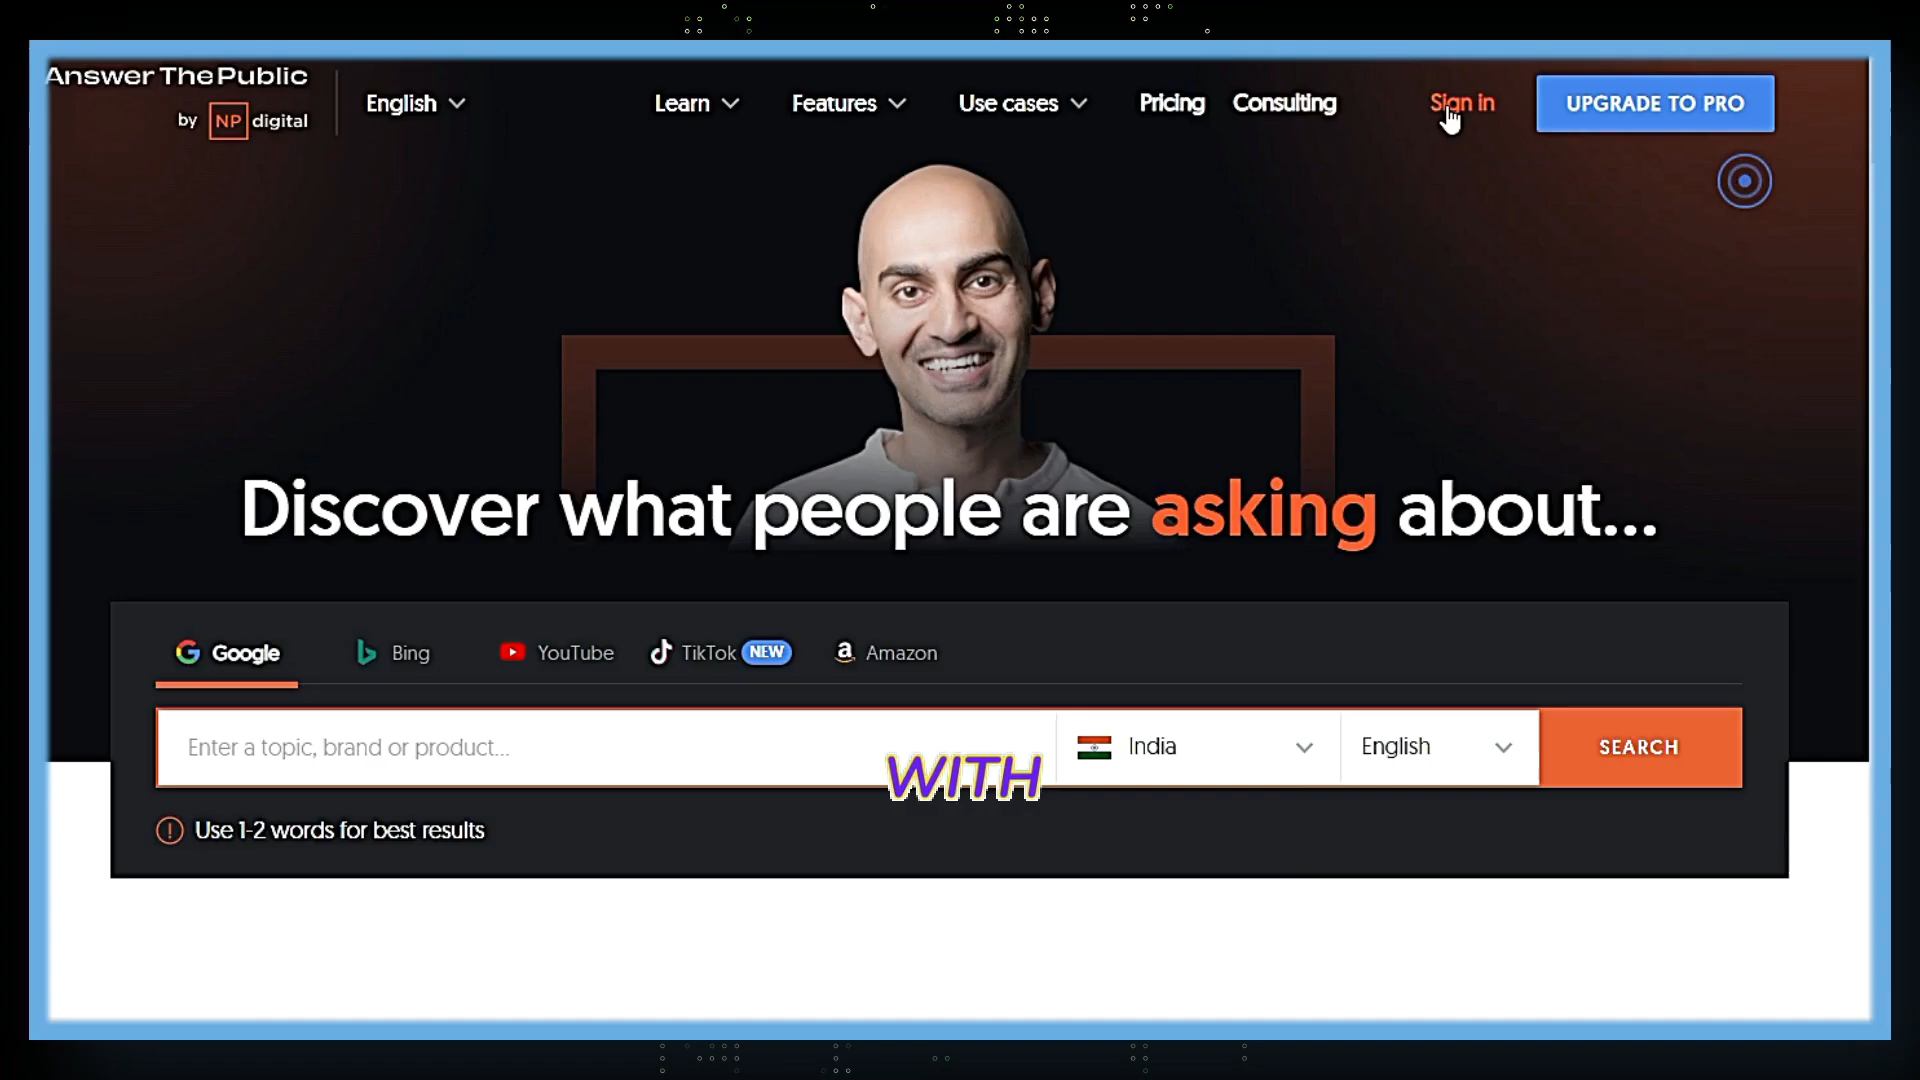 Answer The Public
by NP digital
English
Learn
Features
Use cases
Pricing
Consulting
Sign in
UPGRADE TO PRO
Discover what people are asking about...
Google
Bing
YouTube
TikTok NEW
Amazon
Enter a topic, brand or product...
India
English
SEARCH
WITH
Use 1-2 words for best results